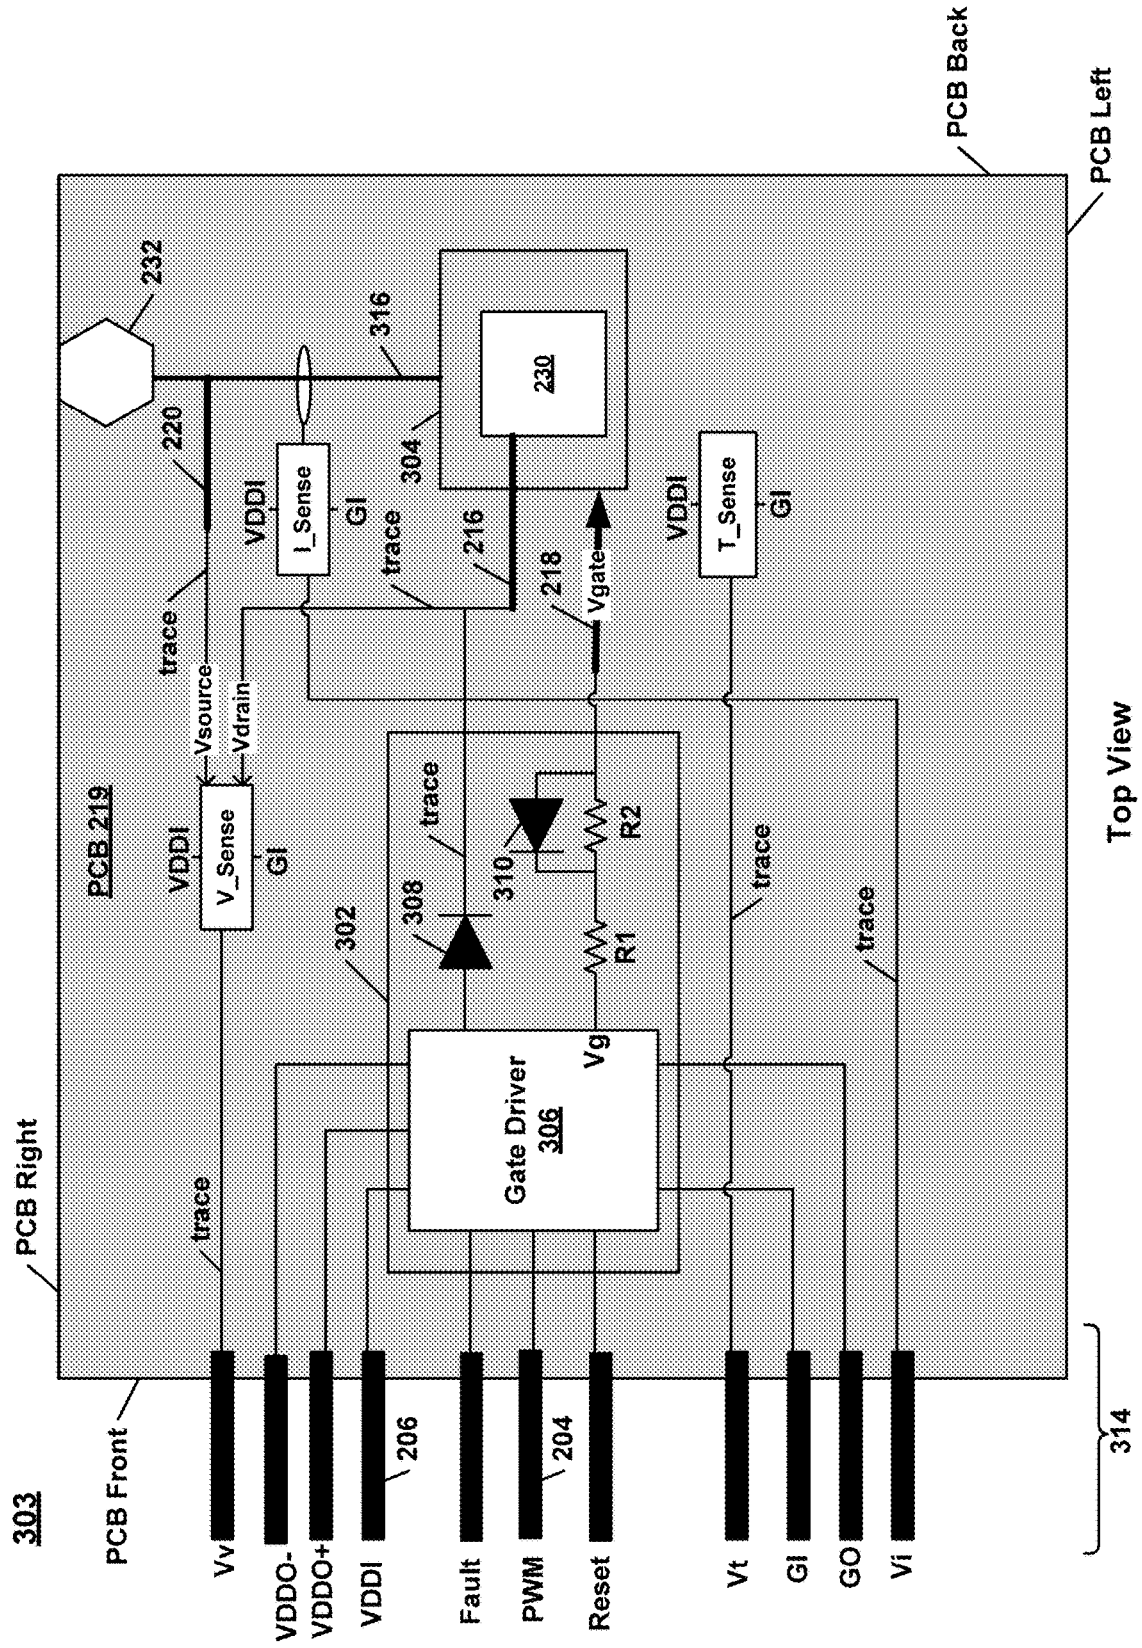 303
PCB Front
PCB Right
PCB Back
PCB Left
PCB 219
232
220
316
trace
Vsource
Vdrain
VDDI
V_Sense
GI
VDDI
I_Sense
GI
304
230
trace
216
218
Vgate
VDDI
T_Sense
GI
302
308
trace
310
R2
R1
Vg
Gate Driver
306
trace
trace
trace
Vv
VDDO-
VDDO+
VDDI
206
Fault
PWM
204
Reset
Vt
GI
GO
Vi
314
Top View